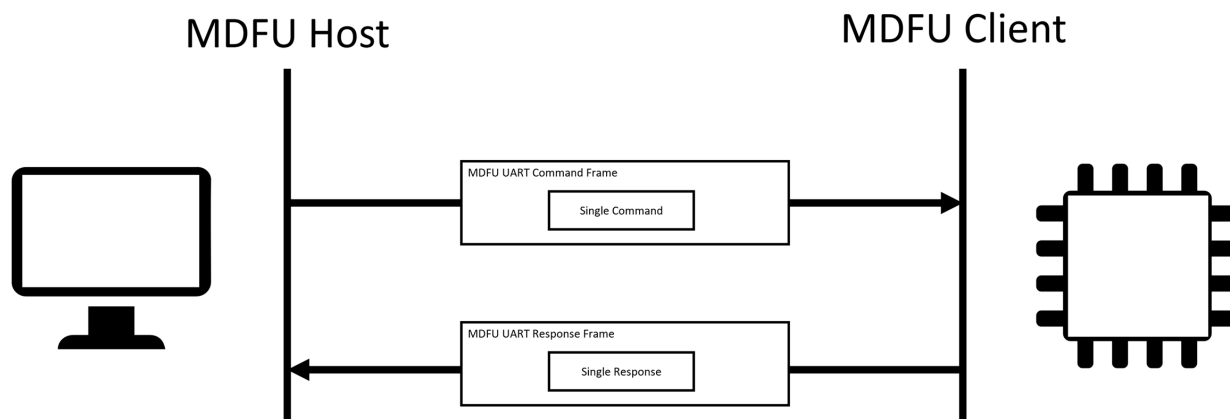 MDFU Host
MDFU Client
MDFU UART Command Frame
Single Command
MDFU UART Response Frame
Single Response